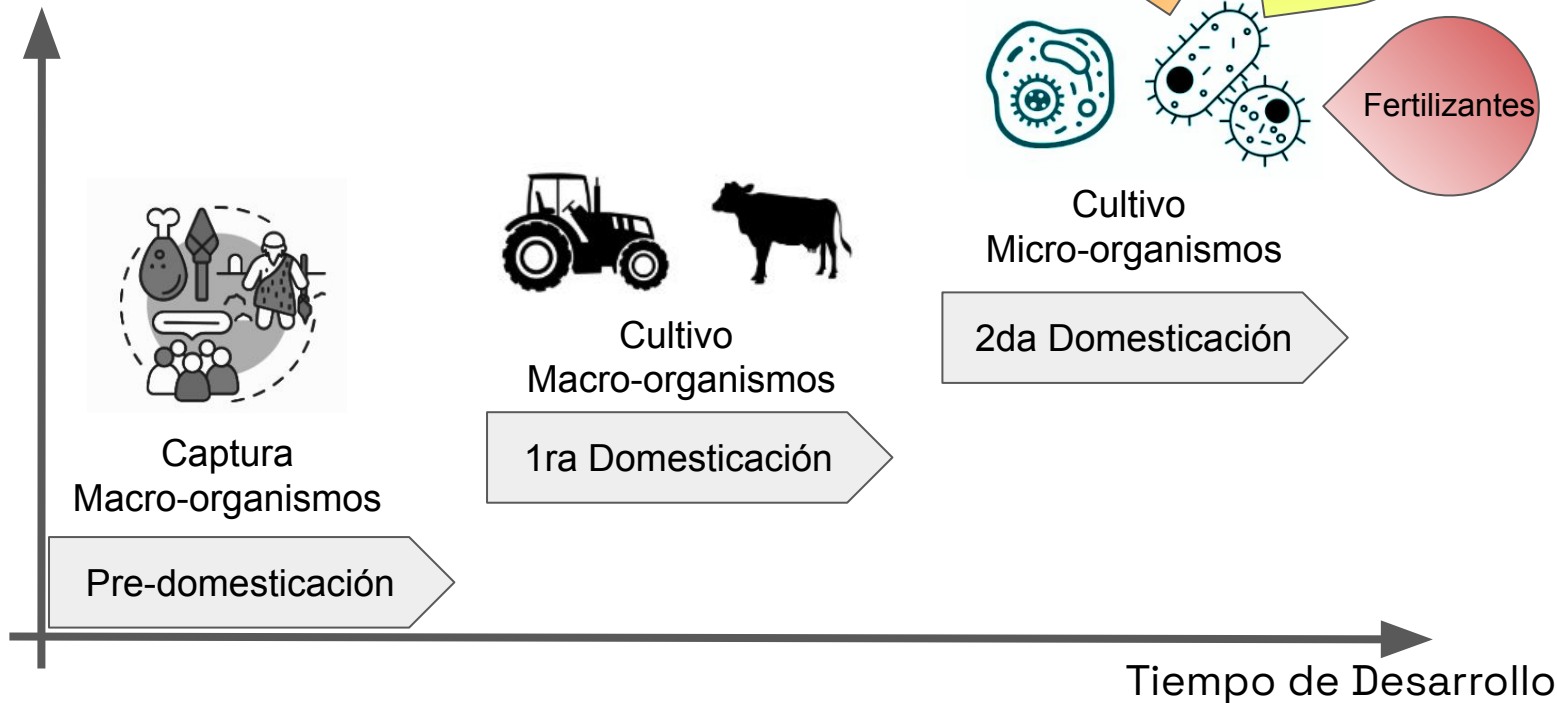 Fertilizantes
Cultivo
Micro-organismos
2da Domesticación
Cultivo
Macro-organismos
1ra Domesticación
Captura
Macro-organismos
Pre-domesticación
Tiempo de Desarrollo